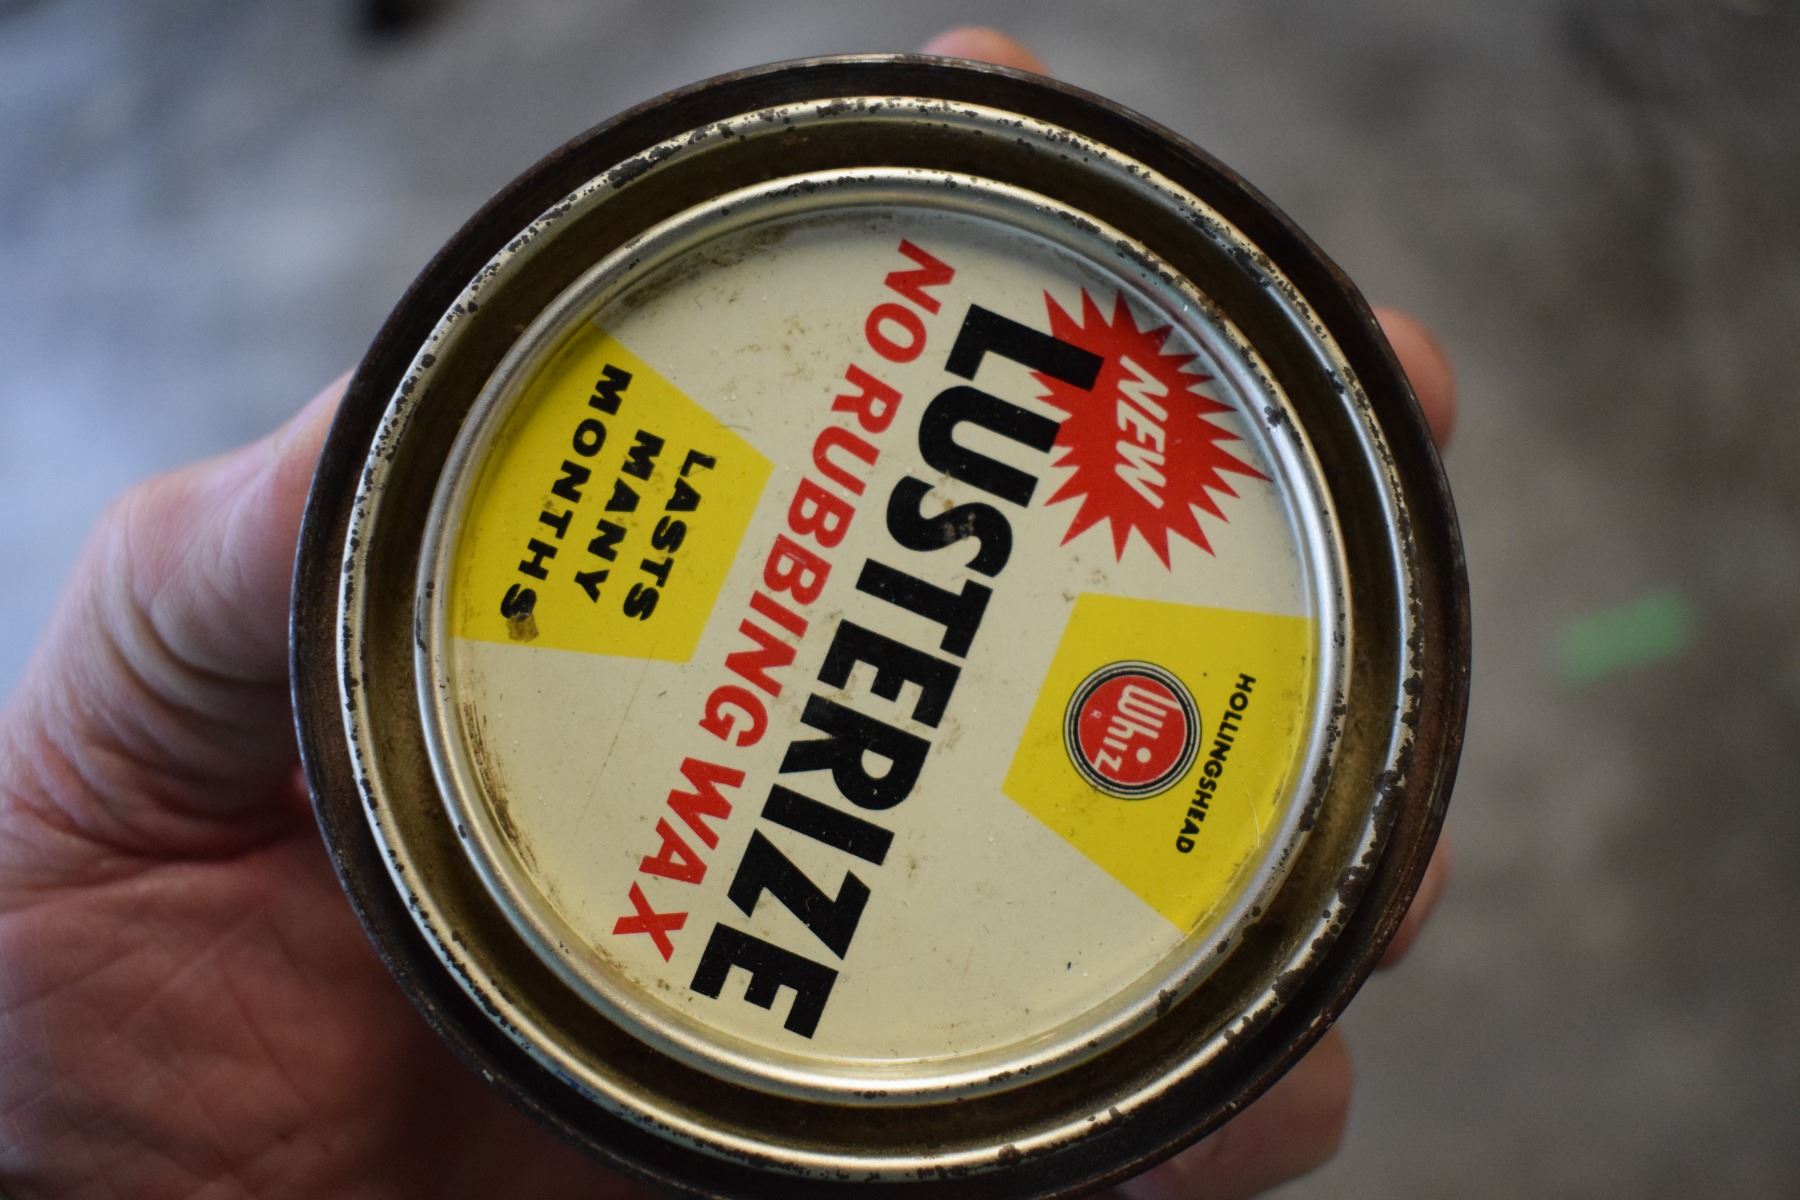 HOLLINGSHEAD
Whiz
R
NEW
LUSTERIZE
NO RUBBING WAX
LASTS
MANY
MONTHS